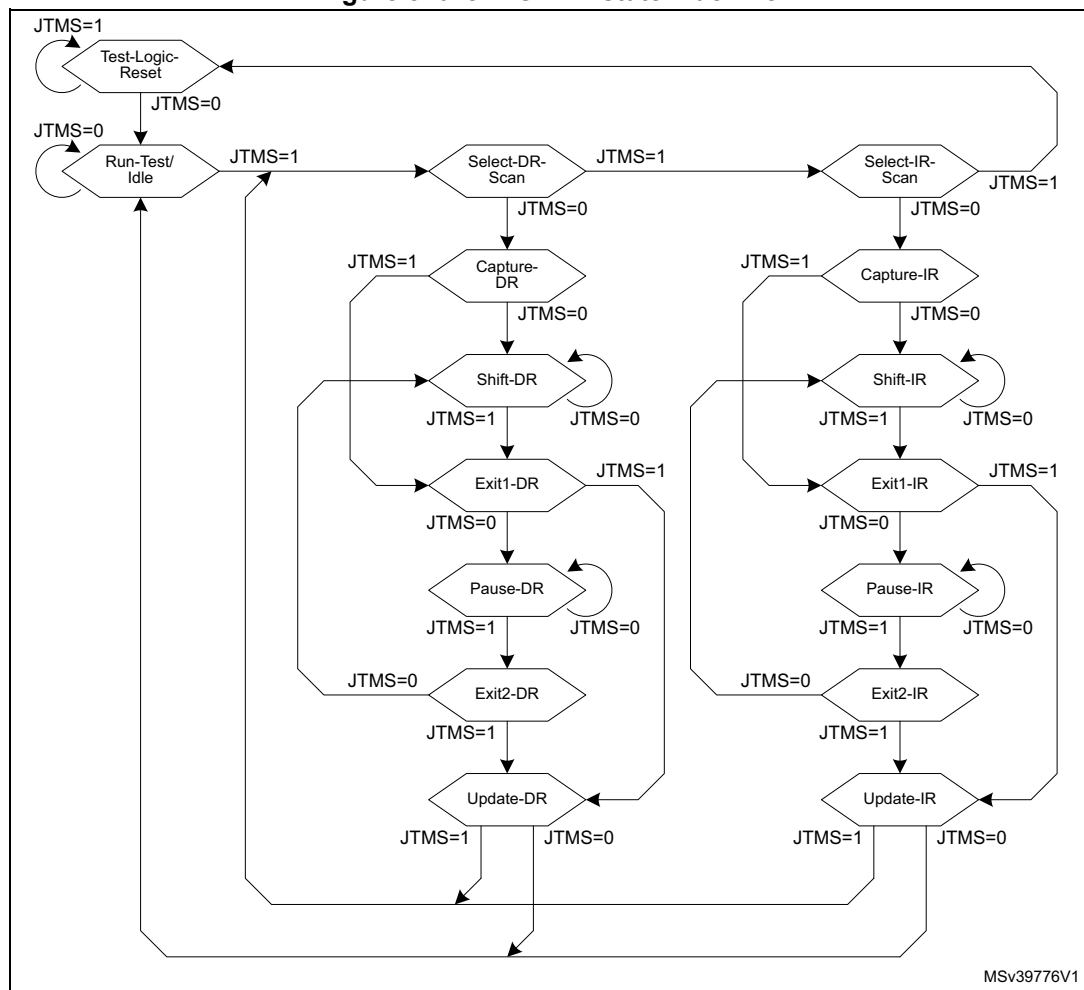 JTMS=1
Test-Logic-
Reset
JTMS=0
JTMS=0
Run-Test/
Idle
JTMS=1
Select-DR-
Scan
JTMS=1
Select-IR-
Scan
JTMS=1
JTMS=0
JTMS=0
JTMS=1
Capture-
DR
JTMS=1
Capture-IR
JTMS=0
JTMS=0
Shift-DR
Shift-IR
JTMS=1
JTMS=0
JTMS=1
JTMS=0
Exit1-DR
JTMS=1
Exit1-IR
JTMS=1
JTMS=0
JTMS=0
Pause-DR
Pause-IR
JTMS=1
JTMS=0
JTMS=1
JTMS=0
JTMS=0
Exit2-DR
JTMS=0
Exit2-IR
JTMS=1
JTMS=1
Update-DR
Update-IR
JTMS=1
JTMS=0
JTMS=1
JTMS=0
MSv39776V1